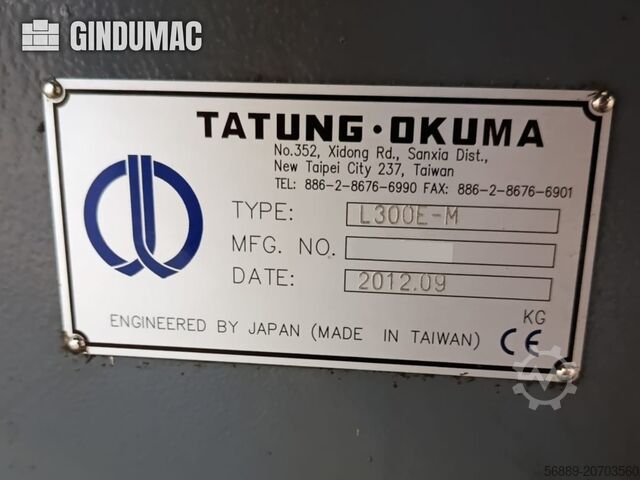 GINDUMAC
TATUNG·OKUMA
No.352, Xidong Rd., Sanxia Dist.,
New Taipei City 237, Taiwan
TEL: 886-2-8676-6990 FAX: 886-2-8676-6901
TYPE: L300E-M
MFG. NO.
DATE: 2012.09
KG
ENGINEERED BY JAPAN (MADE IN TAIWAN) CE
56889-20703560